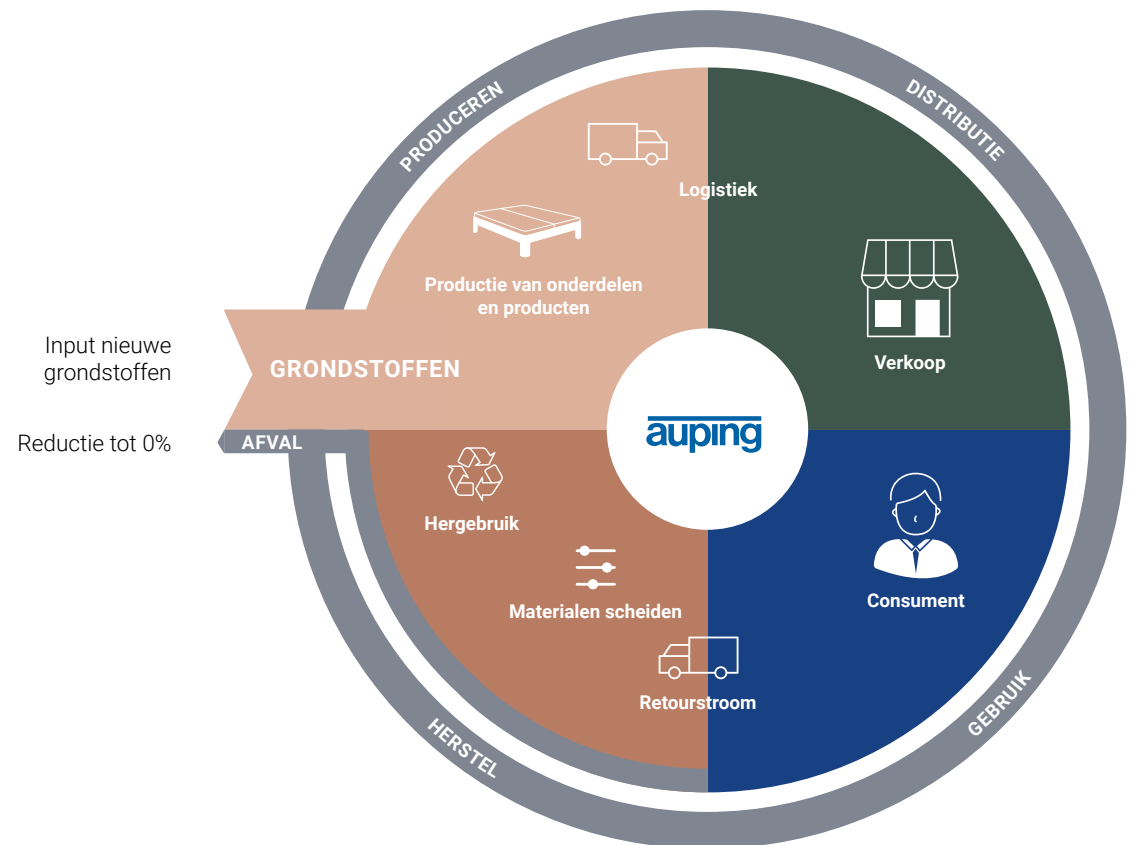 PRODUCEREN
DISTRIBUTIE
Logistiek
Productie van onderdelen
en producten
Verkoop
Input nieuwe
grondstoffen
GRONDSTOFFEN
Reductie tot 0%
AFVAL
auping
Hergebruik
Materialen scheiden
Consument
Retourstroom
HERSTEL
GEBRUIK